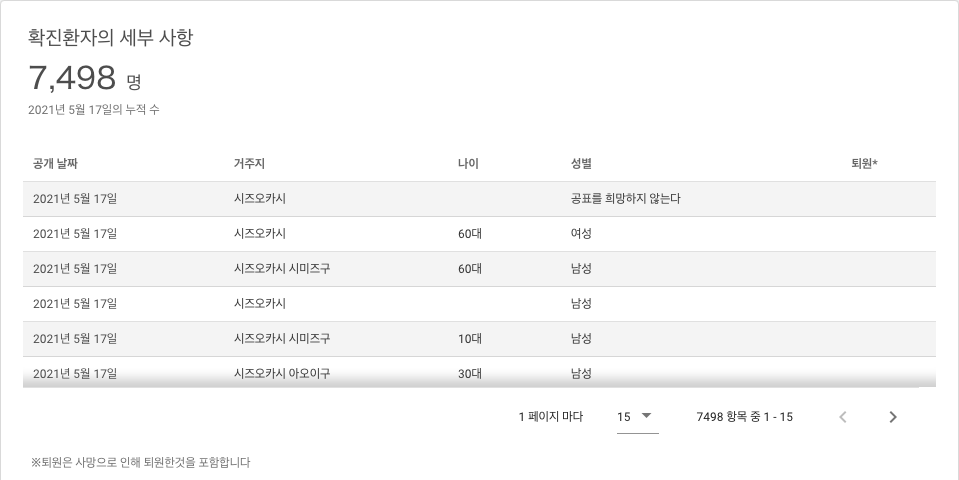 확진환자의 세부 사항
7,498 명
2021년 5월 17일의 누적 수
공개 날짜 거주지 나이 성별 퇴원*
2021년 5월 17일 시즈오카시 공표를 희망하지 않는다
2021년 5월 17일 시즈오카시 60대 여성
2021년 5월 17일 시즈오카시 시미즈구 60대 남성
2021년 5월 17일 시즈오카시 남성
2021년 5월 17일 시즈오카시 시미즈구 10대 남성
2021년 5월 17일 시즈오카시 아오이구 30대 남성
1 페이지 마다 15 7498 항목 중 1 - 15
※퇴원은 사망으로 인해 퇴원한것을 포함합니다